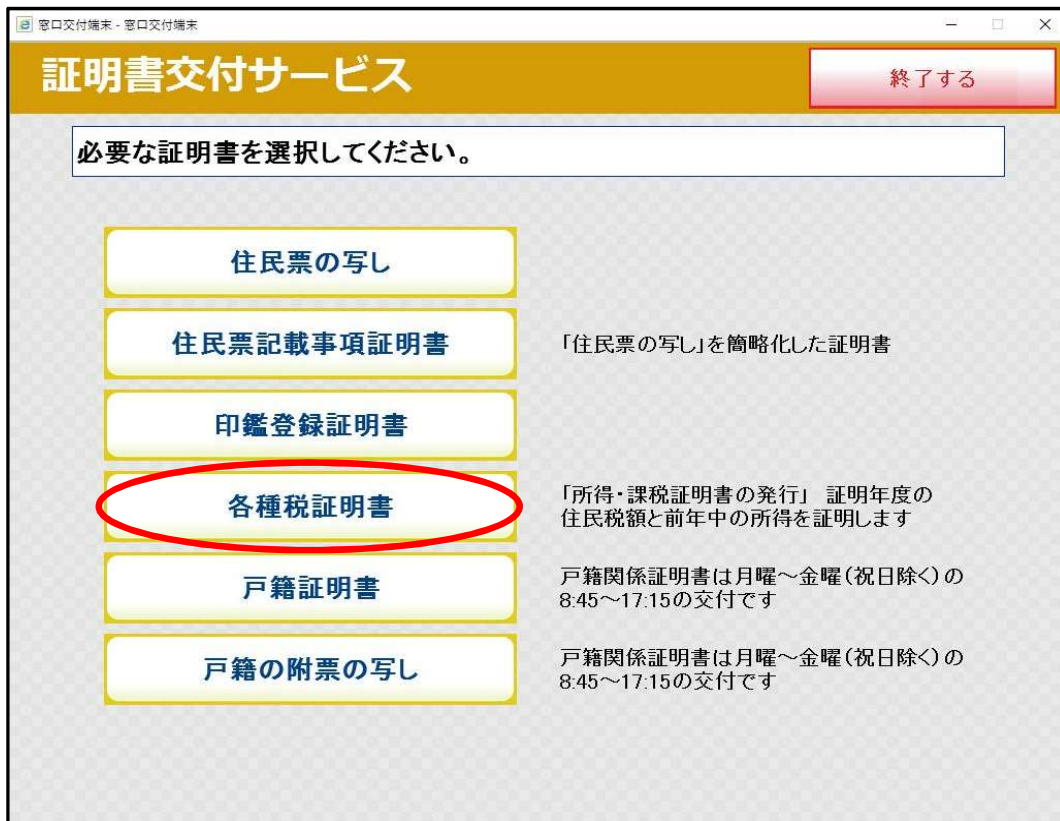 窓口交付端末 - 窓口交付端末
証明書交付サービス
終了する
必要な証明書を選択してください。
住民票の写し
住民票記載事項証明書
「住民票の写し」を簡略化した証明書
印鑑登録証明書
各種税証明書
「所得・課税証明書の発行」 証明年度の
住民税額と前年中の所得を証明します
戸籍証明書
戸籍関係証明書は月曜～金曜(祝日除く)の
8:45～17:15の交付です
戸籍の附票の写し
戸籍関係証明書は月曜～金曜(祝日除く)の
8:45～17:15の交付です